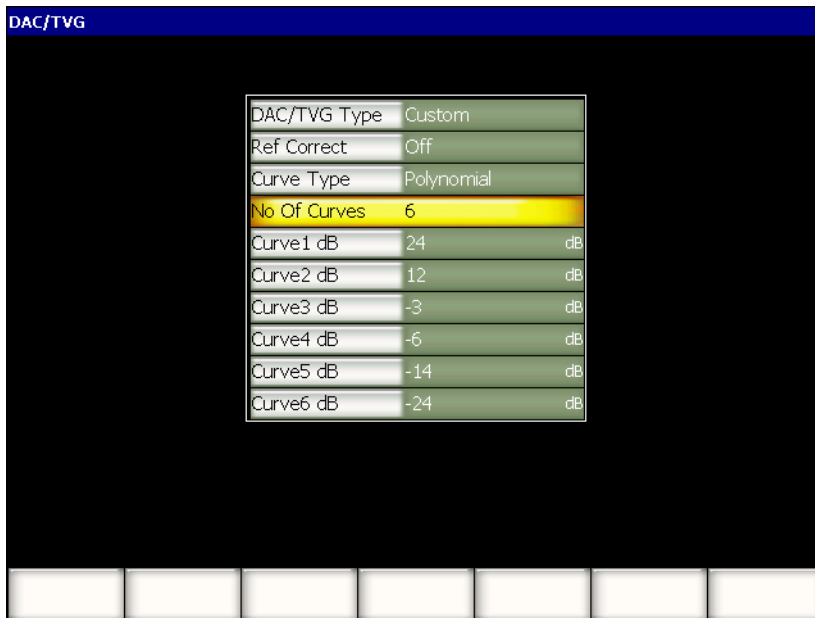 DAC/TVG
DAC/TVG Type Custom
Ref Correct Off
Curve Type Polynomial
No Of Curves 6
Curve1 dB 24 dB
Curve2 dB 12 dB
Curve3 dB -3 dB
Curve4 dB -6 dB
Curve5 dB -14 dB
Curve6 dB -24 dB